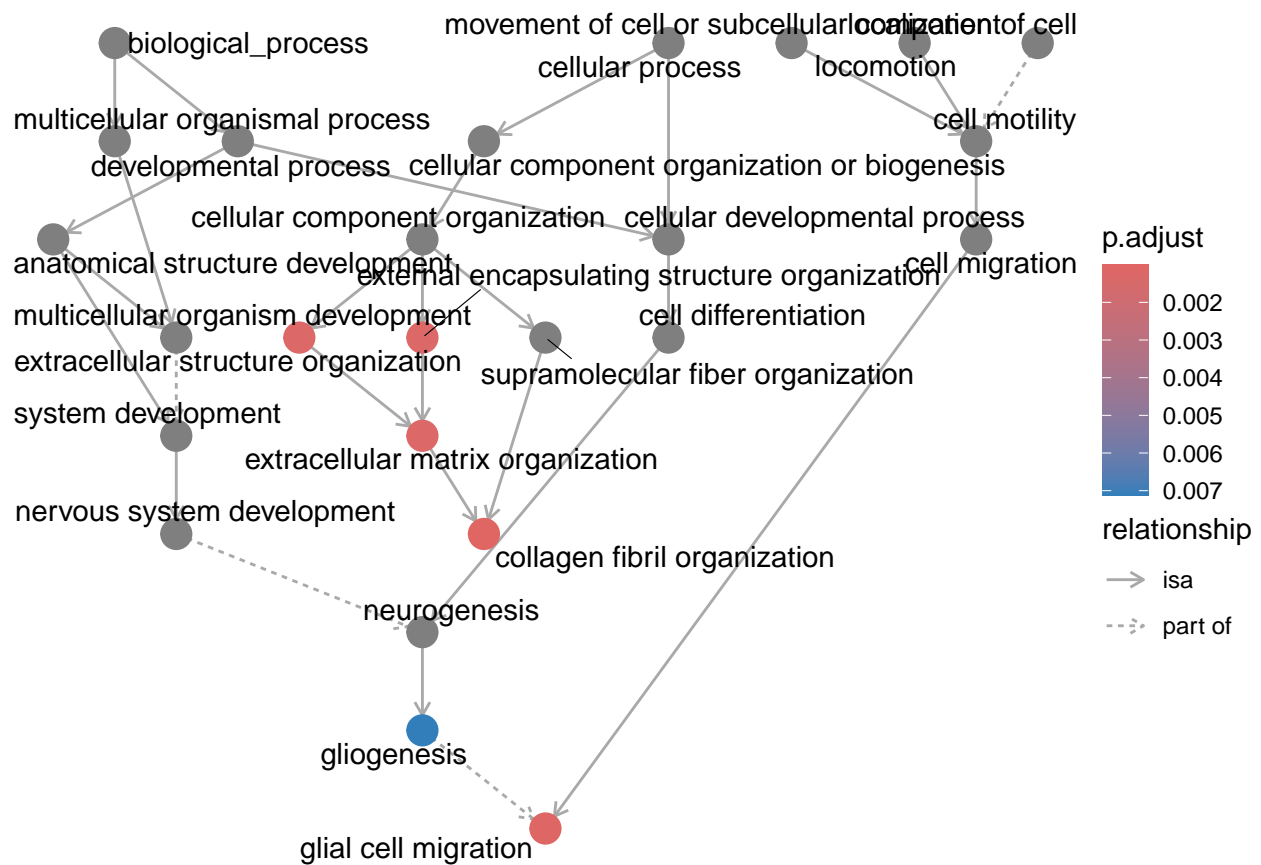 movement of cell or subcellular component
localization of cell
biological_process
cellular process
locomotion
multicellular organismal process
cell motility
developmental process
cellular component organization or biogenesis
cellular component organization
cellular developmental process
anatomical structure development
external encapsulating structure organization
cell migration
multicellular organism development
cell differentiation
extracellular structure organization
supramolecular fiber organization
system development
extracellular matrix organization
nervous system development
collagen fibril organization
neurogenesis
gliogenesis
glial cell migration
p.adjust
0.002
0.003
0.004
0.005
0.006
0.007
relationship
isa
part of